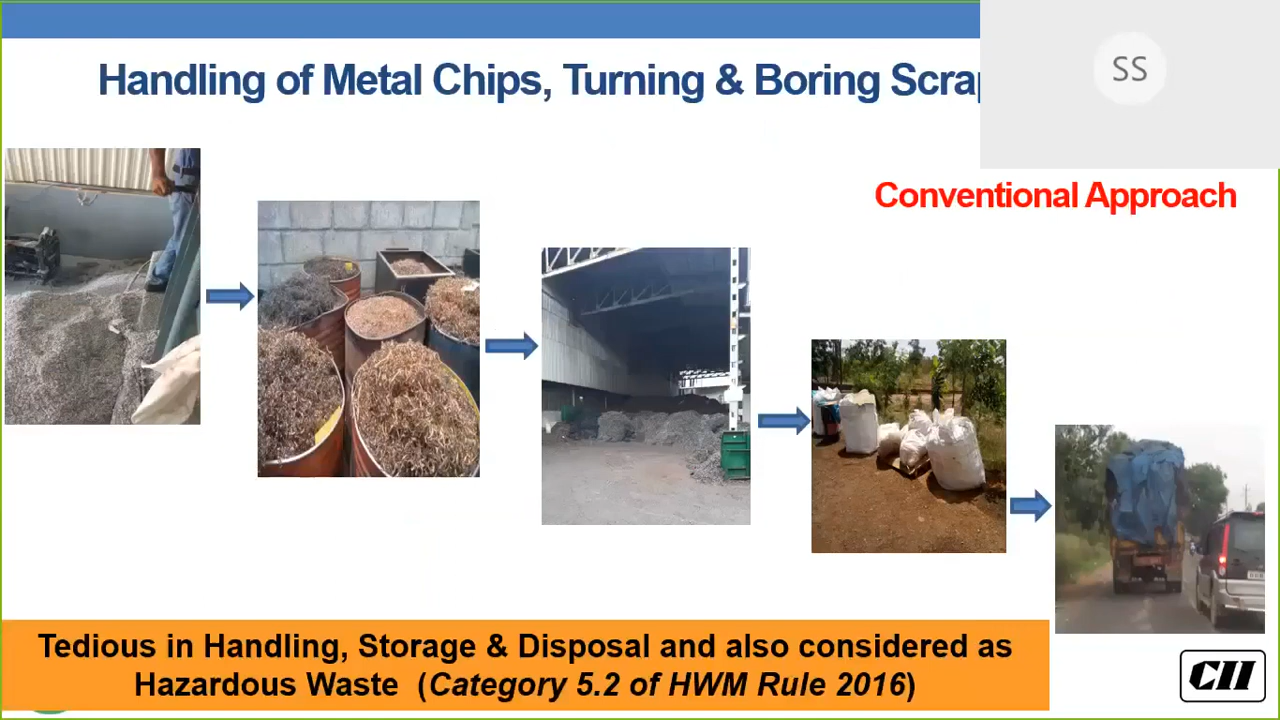 Handling of Metal Chips, Turning & Boring Scrap
SS
Conventional Approach
Tedious in Handling, Storage & Disposal and also considered as
Hazardous Waste (Category 5.2 of HWM Rule 2016)
CII